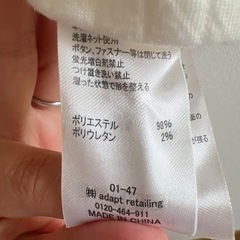 洗濯ネット使用
ボタン、ファスナー等は閉じて洗う
蛍光増白剤禁止
つけ置き洗い禁止
湿った状態で形を整える
ポリエステル 98%
ポリウレタン 2%
01-47
㈱ adapt retailing
0120-464-911
MADE IN CHINA